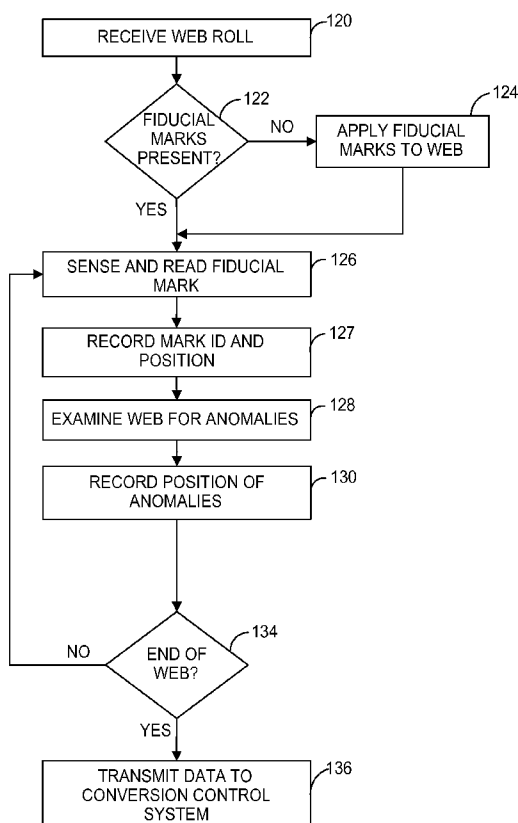 RECEIVE WEB ROLL
120
FIDUCIAL
MARKS
PRESENT?
122
NO
APPLY FIDUCIAL
MARKS TO WEB
124
YES
SENSE AND READ FIDUCIAL
MARK
126
RECORD MARK ID AND
POSITION
127
EXAMINE WEB FOR ANOMALIES
128
RECORD POSITION OF
ANOMALIES
130
END OF
WEB?
134
NO
YES
TRANSMIT DATA TO
CONVERSION CONTROL
SYSTEM
136